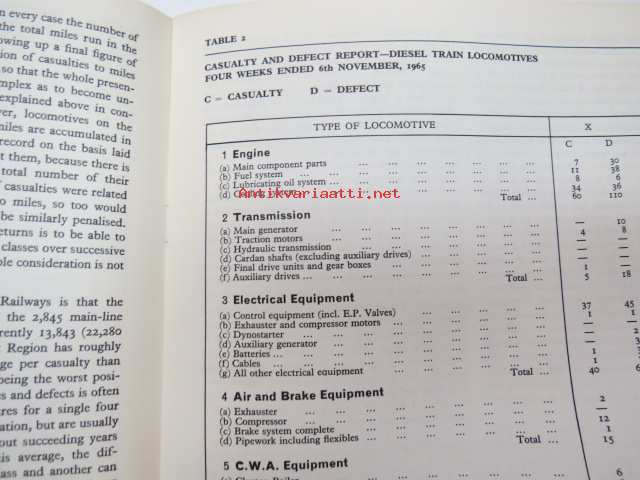 n every case the number of
the total miles run in the
owing up a final figure of
ion of casualties to miles
so that the whole presen-
mplex as to become un-
explained above in con-
ver, locomotives on the
niles are accumulated in
record on the basis laid
t them, because there is
total number of their
f casualties were related
o miles, so too would
be similarly penalised.
eturns is to be able to
classes over successive
ble consideration is not
Railways is that the
the 2,845 main-line
rently 13,843 (22,280
Region has roughly
ge per casualty than
being the worst posi-
s and defects is often
res for a single four
ation, but are usually
out succeeding years
is average, the dif-
ass and another can
TABLE 2
CASUALTY AND DEFECT REPORT—DIESEL TRAIN LOCOMOTIVES
FOUR WEEKS ENDED 6th NOVEMBER, 1965
C = CASUALTY D = DEFECT
TYPE OF LOCOMOTIVE X
C D
1 Engine
(a) Main component parts ... ... ... ... ... 7 30
(b) Fuel system ... ... ... ... ... ... 11 38
(c) Lubricating oil system ... ... ... ... ... 8 6
(d) ... 34 36
Antikvariaatti.net
Total ... 60 110
2 Transmission
(a) Main generator ... ... ... ... ... — 10
(b) Traction motors ... ... ... ... ... 4 8
(c) Hydraulic transmission ... ... ... ... — —
(d) Cardan shafts (excluding auxiliary drives) ... ... ... — —
(e) Final drive units and gear boxes ... ... ... 1 —
(f) Auxiliary drives ... ... ... Total ... 5 18
3 Electrical Equipment
(a) Control equipment (incl. E.P. Valves) ... ... ... 37 45
(b) Exhauster and compressor motors ... ... ... 1 1
(c) Dynostarter ... ... ... ... ... —
(d) Auxiliary generator ... ... ... ... —
(e) Batteries ... ... ... ... ... 1
(f) Cables ... ... ... ... ... 1
(g) All other electrical equipment ... Total ... 40 6
4 Air and Brake Equipment
(a) Exhauster ... ... ... ... 2
(b) Compressor ... ... ... ... —
(c) Brake system complete ... ... ... 12
(d) Pipework including flexibles ... Total ... 1
15
5 C.W.A. Equipment
6